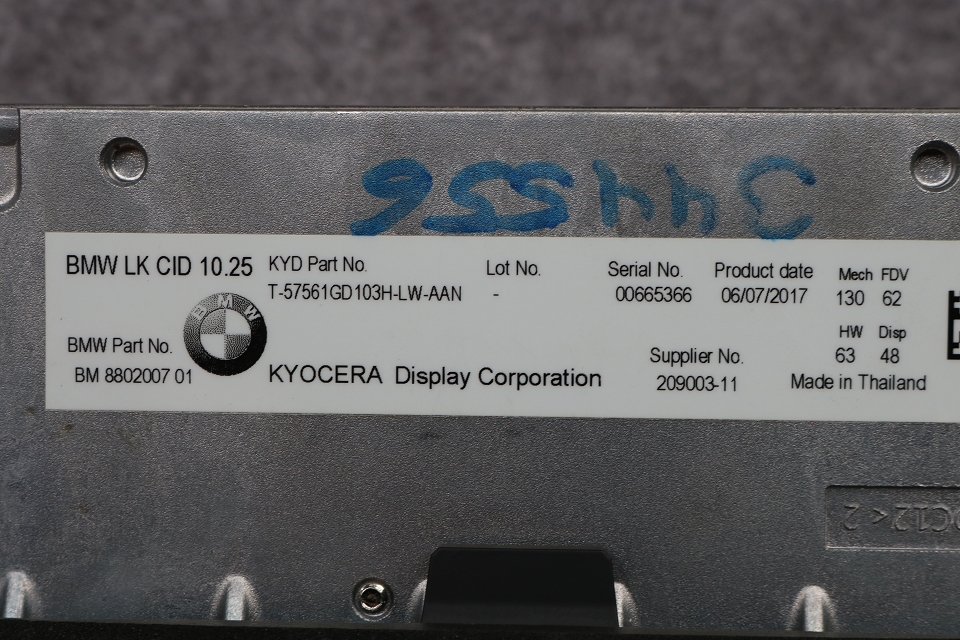 BMW LK CID 10.25 KYD Part No. Lot No. Serial No. Product date Mech FDV
T-57561GD103H-LW-AAN - 00665366 06/07/2017 130 62
BMW
HW Disp
BMW Part No. Supplier No. 63 48
BM 8802007 01 KYOCERA Display Corporation 209003-11 Made in Thailand